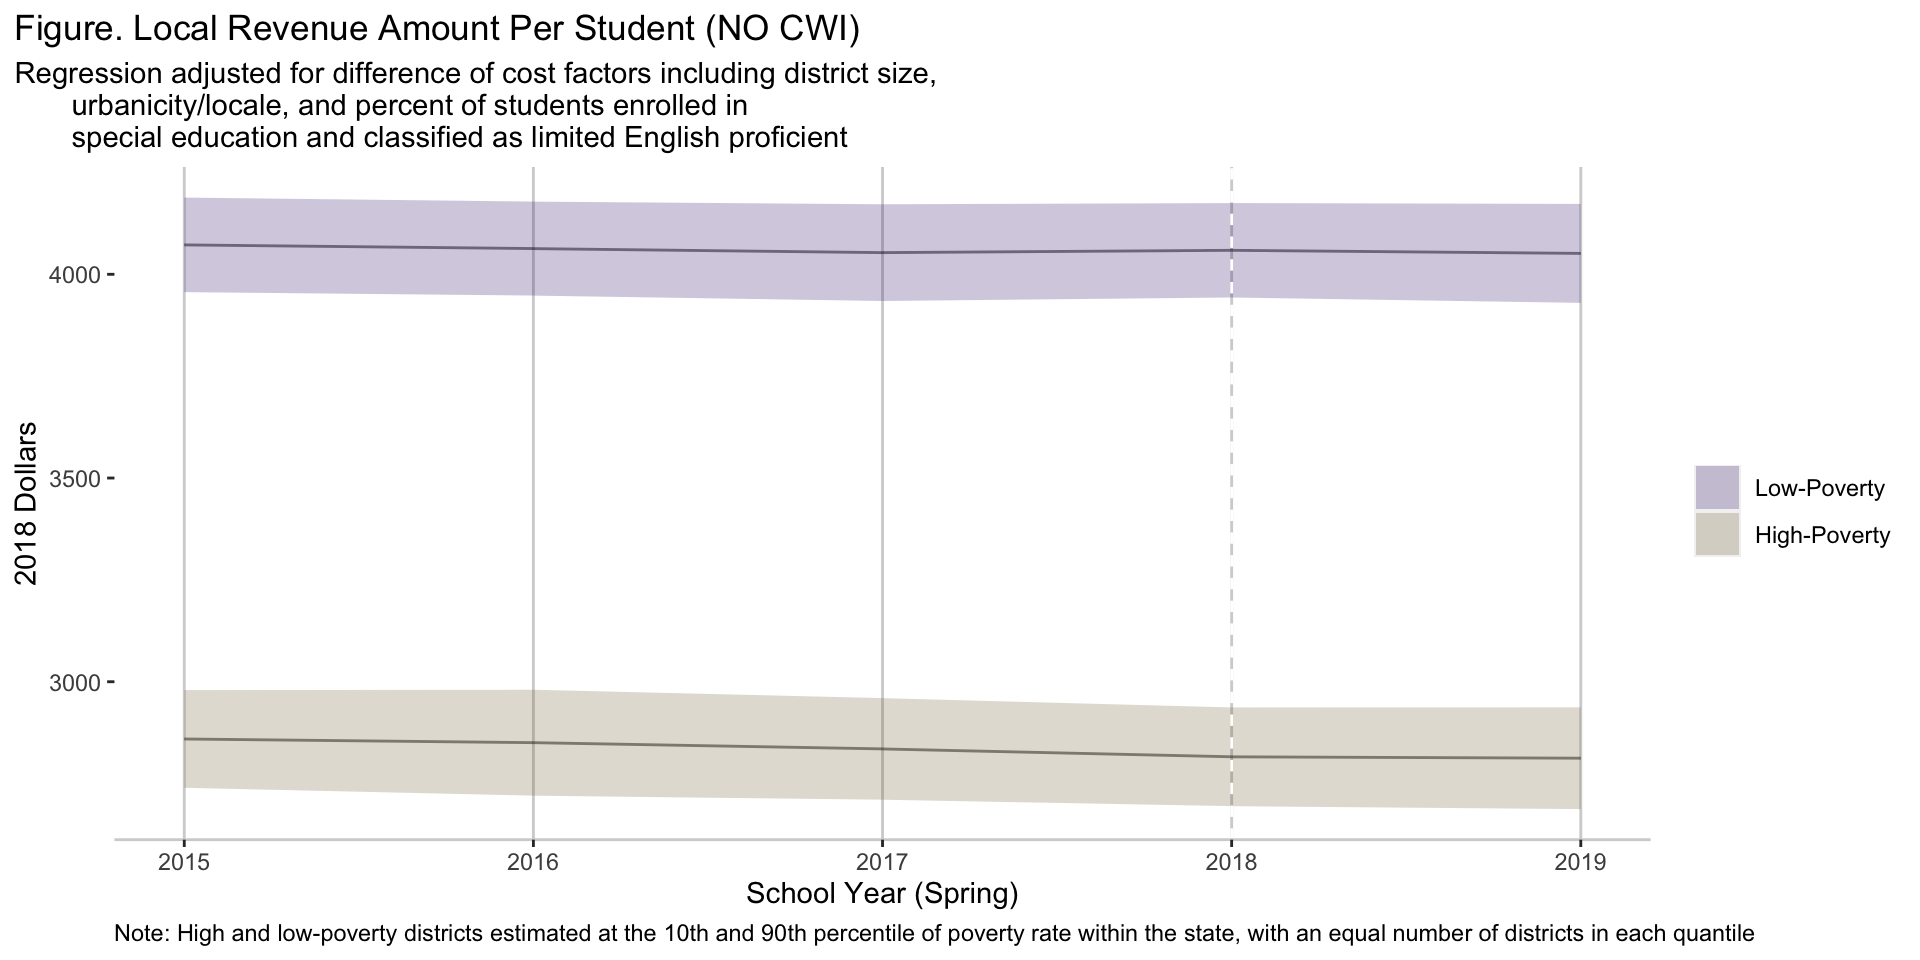 Figure. Local Revenue Amount Per Student (NO CWI)
Regression adjusted for difference of cost factors including district size,
urbanicity/locale, and percent of students enrolled in
special education and classified as limited English proficient
2018 Dollars
4000
3500
3000
Low-Poverty
High-Poverty
2015 2016 2017 2018 2019
School Year (Spring)
Note: High and low-poverty districts estimated at the 10th and 90th percentile of poverty rate within the state, with an equal number of districts in each quantile